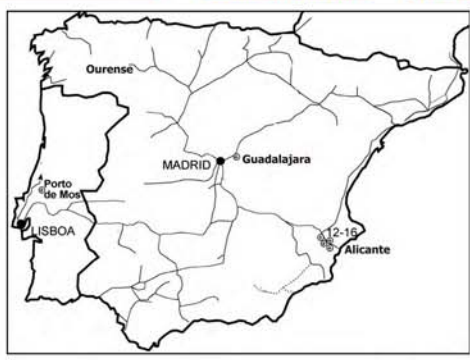 Ourense
MADRID
Guadalajara
Porto
de Mos
LISBOA
12-16
Alicante